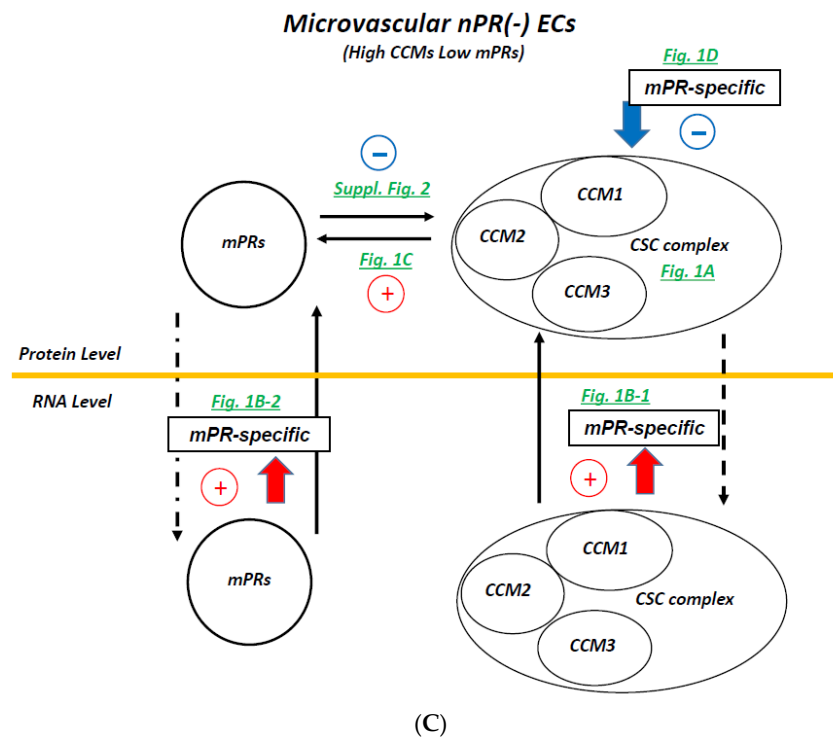 Microvascular nPR(-) ECs
(High CCMs Low mPRs)
Fig. 1D
mPR-specific
−
−
Suppl. Fig. 2
CCM1
mPRs
CCM2
CSC complex
Fig. 1C
Fig. 1A
+
CCM3
Protein Level
RNA Level
Fig. 1B-2
Fig. 1B-1
mPR-specific
mPR-specific
+
+
CCM1
mPRs
CCM2
CSC complex
CCM3
(C)